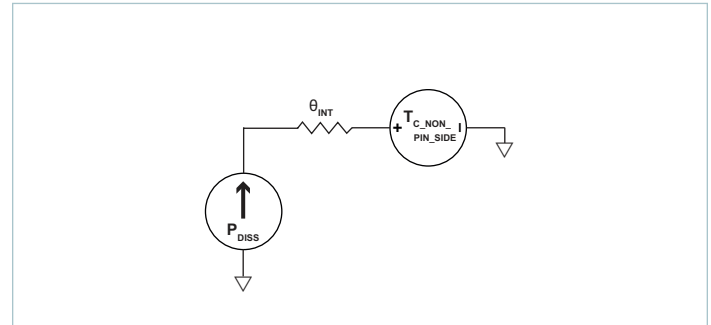 θINT
+ TC_NON_ PIN_SIDE –
PDISS